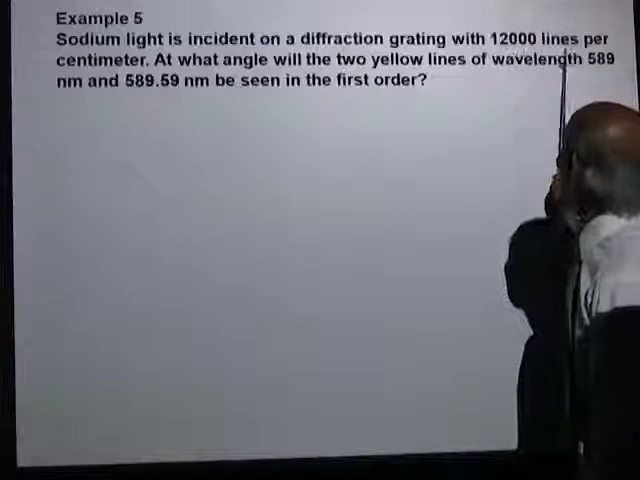 Example 5
Sodium light is incident on a diffraction grating with 12000 lines per
centimeter. At what angle will the two yellow lines of wavelength 589
nm and 589.59 nm be seen in the first order?